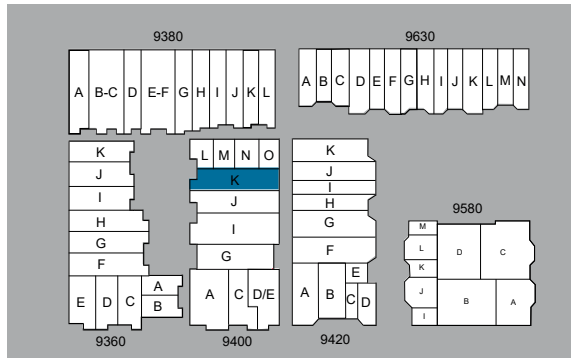 9380
A B-C D E-F G H I J K L
9630
A B C D E F G H I J K L M N
K
J
I
H
G
F
E D C A B
9360
L M N O
K
J
I
G
A C D/E
9400
K
J
I
H
G
F
E
A B C D
9420
9580
M
L
K
J
I
D C
B A